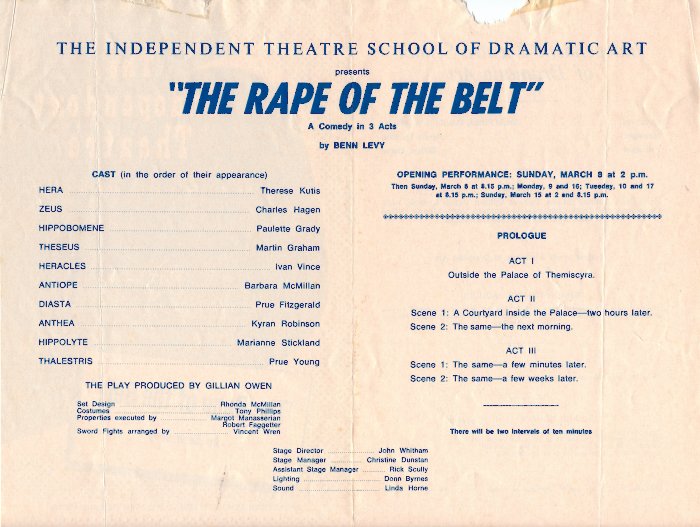 THE INDEPENDENT THEATRE SCHOOL OF DRAMATIC ART
presents
"THE RAPE OF THE BELT"
A Comedy in 3 Acts
by BENN LEVY
CAST (in the order of their appearance)
HERA ........ Therese Kutis
ZEUS ........ Charles Hagen
HIPPOBOMENE ........ Paulette Grady
THESEUS ........ Martin Graham
HERACLES ........ Ivan Vince
ANTIOPE ........ Barbara McMillan
DIASTA ........ Prue Fitzgerald
ANTHEA ........ Kyran Robinson
HIPPOLYTE ........ Marianne Stickland
THALESTRIS ........ Prue Young
THE PLAY PRODUCED BY GILLIAN OWEN
Set Design ........ Rhonda McMillan
Costumes ........ Tony Phillips
Properties executed by ........ Margot Manasserian
Robert Faggetter
Sword Fights arranged by ........ Vincent Wren
OPENING PERFORMANCE: SUNDAY, MARCH 8 at 2 p.m.
Then Sunday, March 8 at 8.15 p.m.; Monday, 9 and 16; Tuesday, 10 and 17
at 8.15 p.m.; Sunday, March 15 at 2 and 8.15 p.m.
PROLOGUE
ACT I
Outside the Palace of Themiscyra.
ACT II
Scene 1: A Courtyard inside the Palace—two hours later.
Scene 2: The same—the next morning.
ACT III
Scene 1: The same—a few minutes later.
Scene 2: The same—a few weeks later.
There will be two intervals of ten minutes
Stage Director ........ John Whitham
Stage Manager ........ Christine Dunstan
Assistant Stage Manager ........ Rick Scully
Lighting ........ Donn Byrnes
Sound ........ Linda Horne